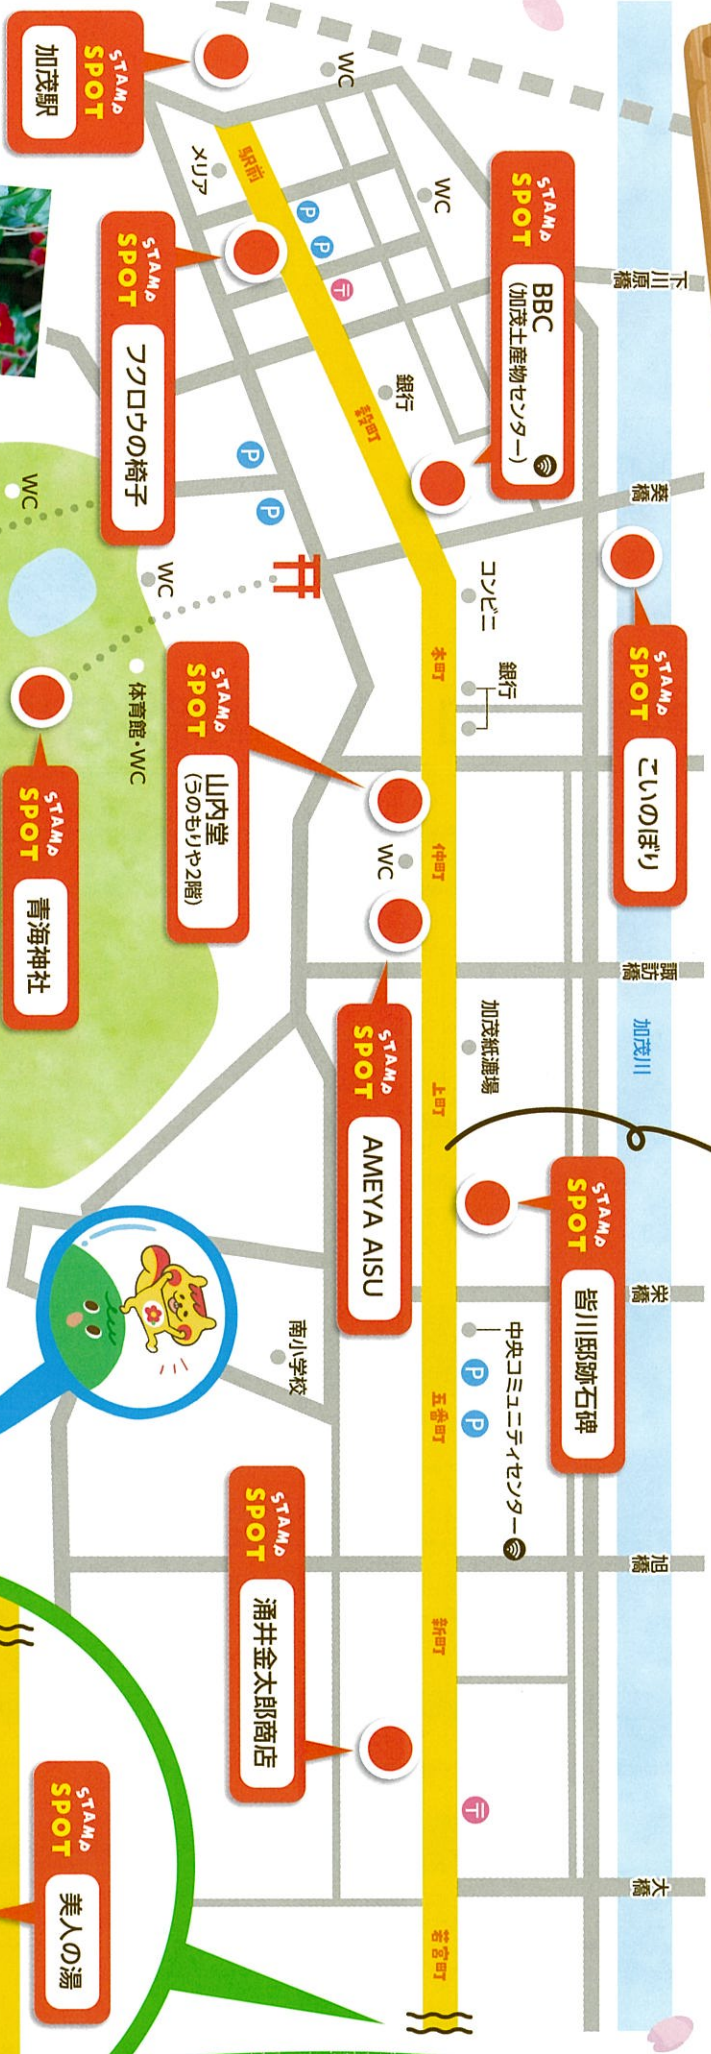 STAMP
SPOT
加茂駅
WC
メリア
駅前
P
P
〒
WC
STAMP
SPOT
BBC
(加茂土産物センター)
下川原橋
STAMP
SPOT
フクロウの椅子
銀行
穀町
P
P
葵橋
WC
WC
コンビニ
本町
銀行
STAMP
SPOT
こいのぼり
体育館・WC
STAMP
SPOT
青海神社
STAMP
SPOT
山内堂
(うのもりや2階)
WC
仲町
諏訪橋
加茂川
加茂紙漉場
上町
STAMP
SPOT
AMEYA AISU
STAMP
SPOT
皆川邸跡石碑
栄橋
中央コミュニティセンター
P
P
五番町
南小学校
旭橋
新町
STAMP
SPOT
涌井金太郎商店
〒
大橋
若宮町
STAMP
SPOT
美人の湯